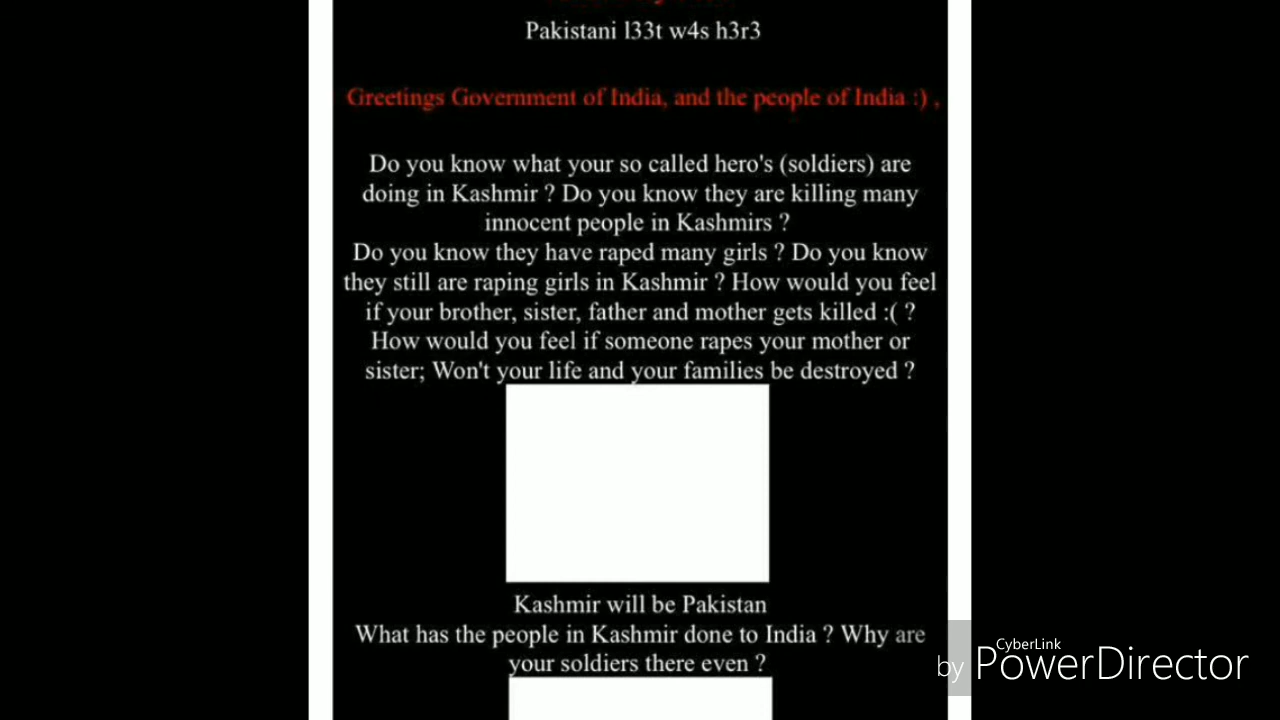 Pakistani l33t w4s h3r3
Greetings Government of India, and the people of India :) ,
Do you know what your so called hero's (soldiers) are
doing in Kashmir ? Do you know they are killing many
innocent people in Kashmirs ?
Do you know they have raped many girls ? Do you know
they still are raping girls in Kashmir ? How would you feel
if your brother, sister, father and mother gets killed :( ?
How would you feel if someone rapes your mother or
sister; Won't your life and your families be destroyed ?
Kashmir will be Pakistan
What has the people in Kashmir done to India ? Why are
your soldiers there even ?
CyberLink
by PowerDirector